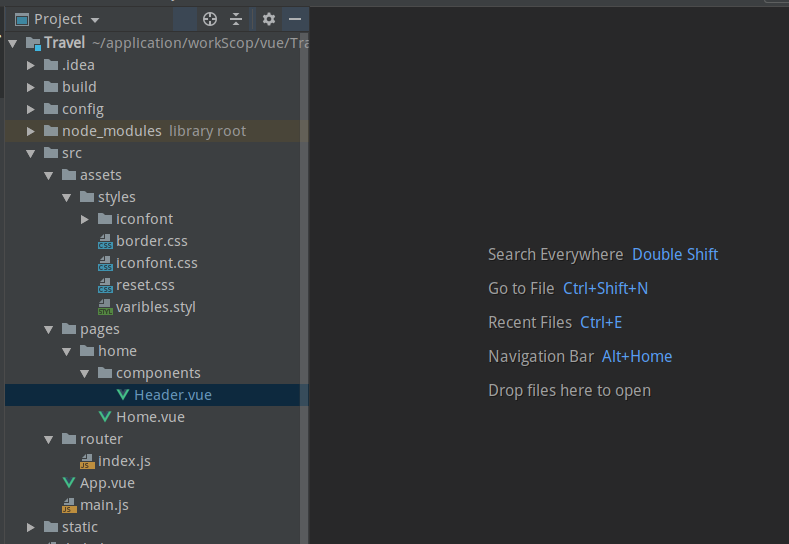 Project
Travel ~/application/workScop/vue/Tra
.idea
build
config
node_modules library root
src
assets
styles
iconfont
border.css
iconfont.css
reset.css
varibles.styl
pages
home
components
Header.vue
Home.vue
router
index.js
App.vue
main.js
static
Search Everywhere Double Shift
Go to File Ctrl+Shift+N
Recent Files Ctrl+E
Navigation Bar Alt+Home
Drop files here to open